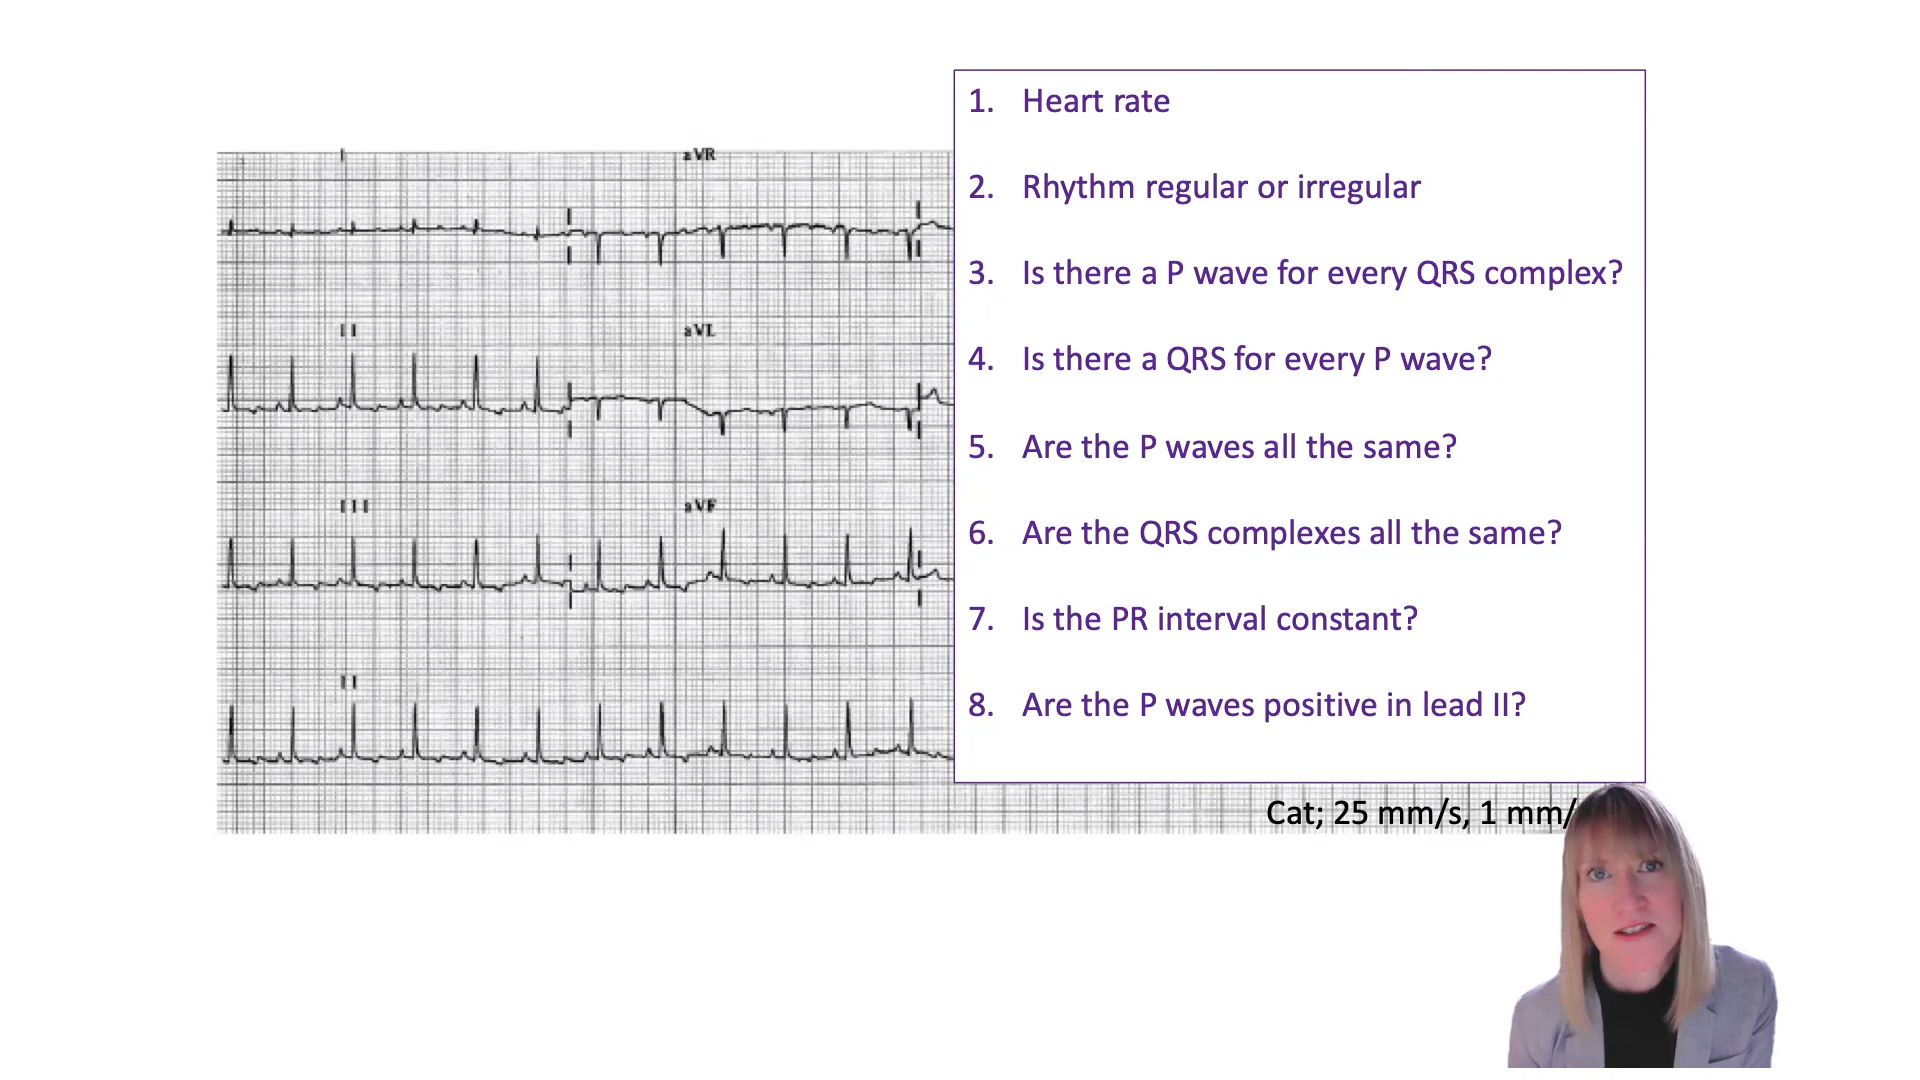 1. Heart rate
2. Rhythm regular or irregular
3. Is there a P wave for every QRS complex?
4. Is there a QRS for every P wave?
5. Are the P waves all the same?
6. Are the QRS complexes all the same?
7. Is the PR interval constant?
8. Are the P waves positive in lead II?
I
aVR
II
aVL
III
aVF
II
Cat; 25 mm/s, 1 mm/